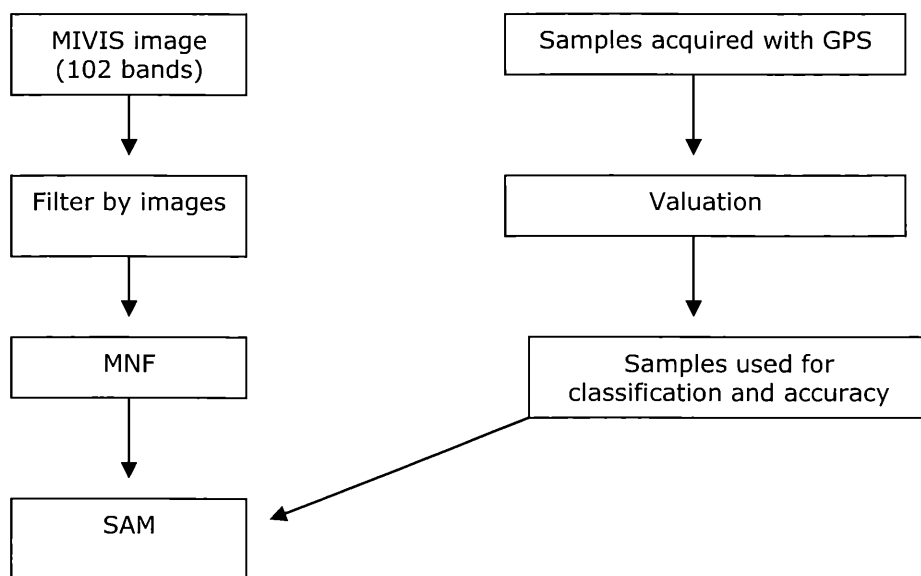 MIVIS image
(102 bands)
Filter by images
MNF
SAM
Samples acquired with GPS
Valuation
Samples used for
classification and accuracy